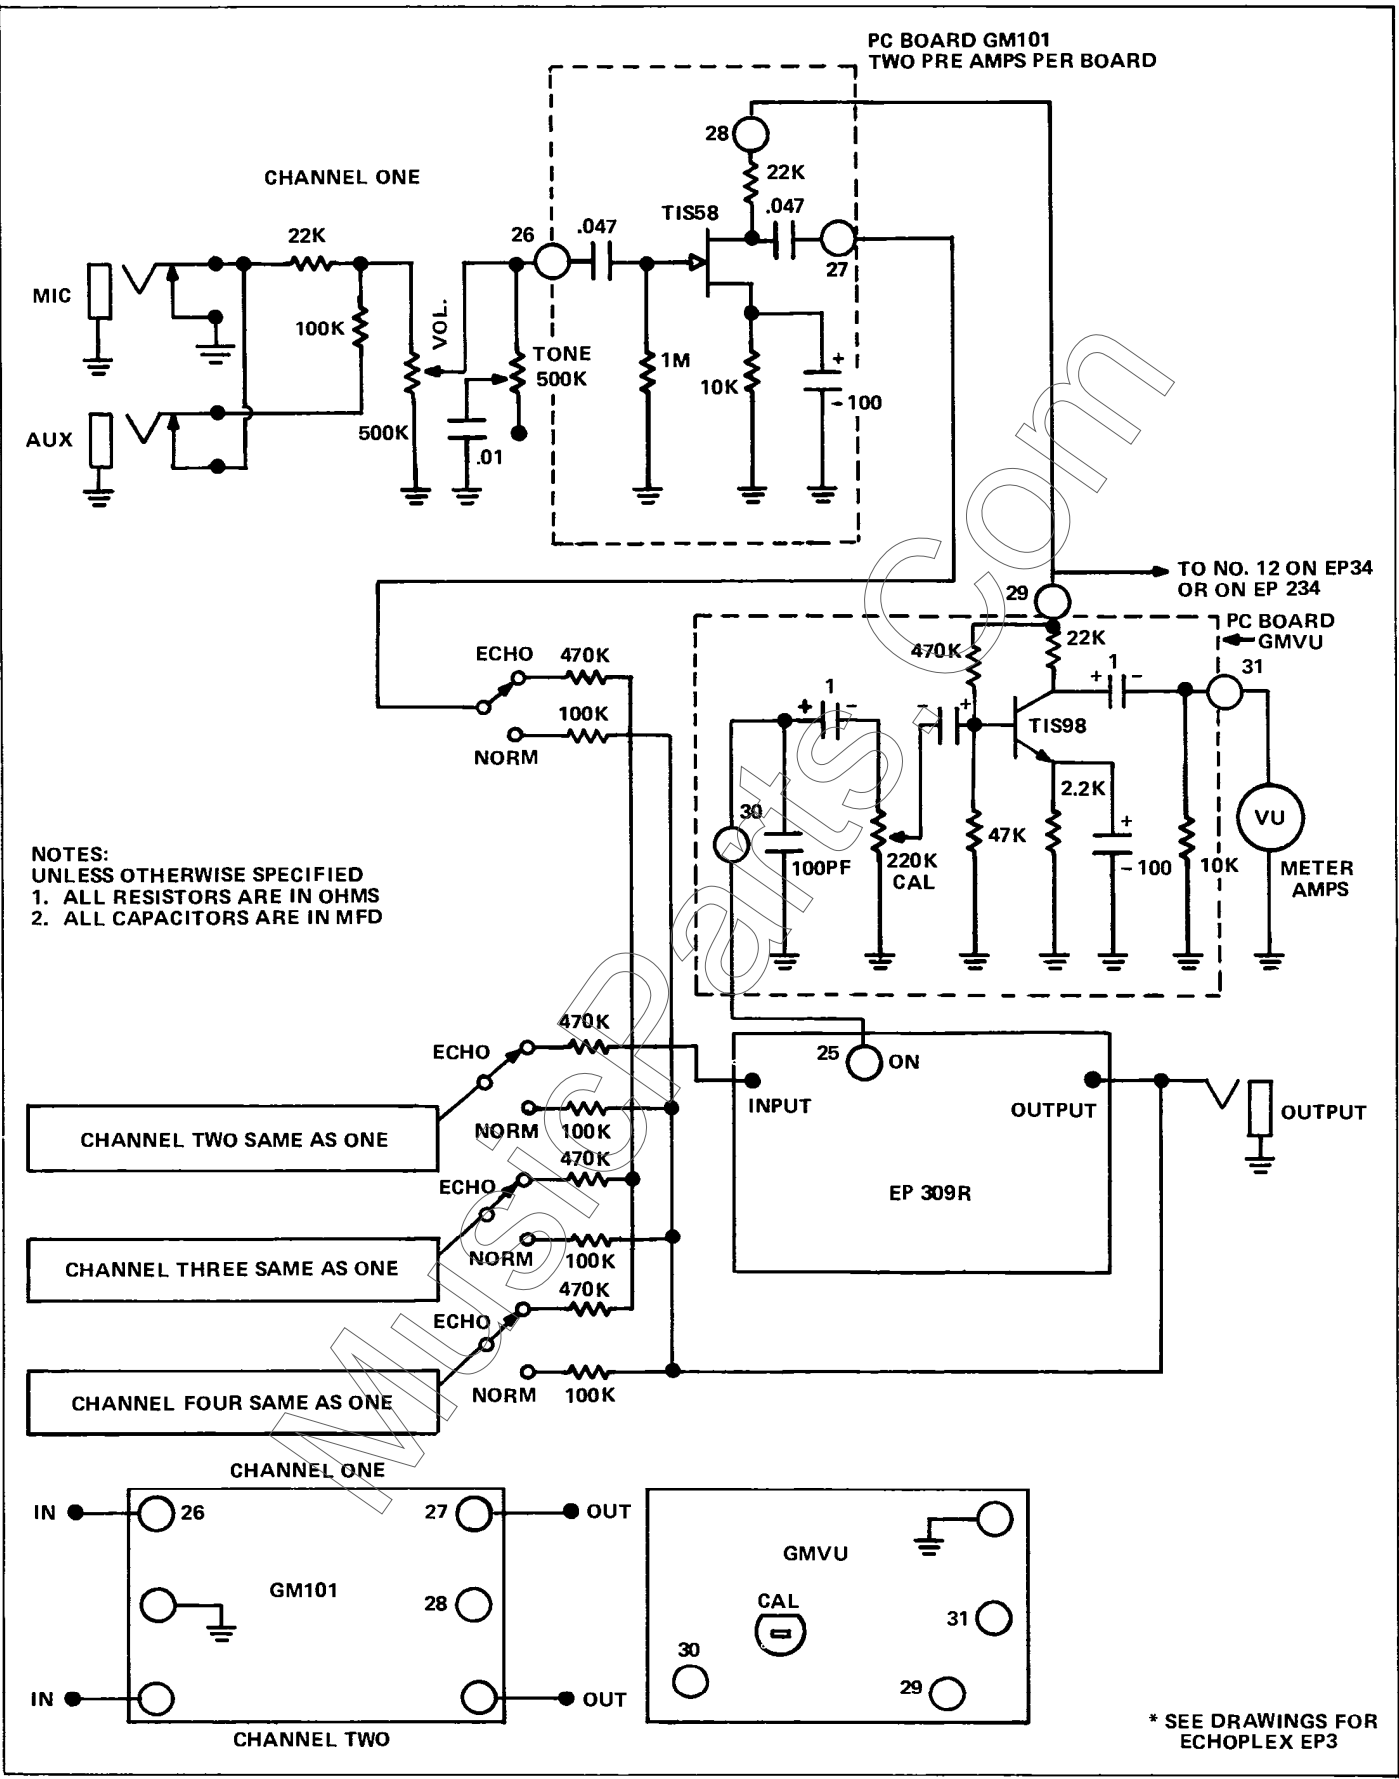 PC BOARD GM101
TWO PRE AMPS PER BOARD
CHANNEL ONE
28
22K
.047
TIS58
27
26
.047
22K
MIC
100K
VOL.
TONE
500K
1M
10K
+
- 100
AUX
500K
.01
TO NO. 12 ON EP34
OR ON EP 234
29
PC BOARD
GMVU
22K
470K
1
+ -
31
ECHO
470K
100K
NORM
1
+ -
- +
TIS98
2.2K
30
100PF
220K
CAL
47K
+
- 100
10K
VU
METER
AMPS
NOTES:
UNLESS OTHERWISE SPECIFIED
1. ALL RESISTORS ARE IN OHMS
2. ALL CAPACITORS ARE IN MFD
470K
ECHO
25
ON
INPUT
OUTPUT
OUTPUT
NORM
100K
CHANNEL TWO SAME AS ONE
470K
ECHO
EP 309R
NORM
100K
CHANNEL THREE SAME AS ONE
470K
ECHO
NORM
100K
CHANNEL FOUR SAME AS ONE
CHANNEL ONE
IN
26
27
OUT
GM101
28
IN
OUT
CHANNEL TWO
GMVU
CAL
31
30
29
* SEE DRAWINGS FOR
ECHOPLEX EP3
MusicParts.Com